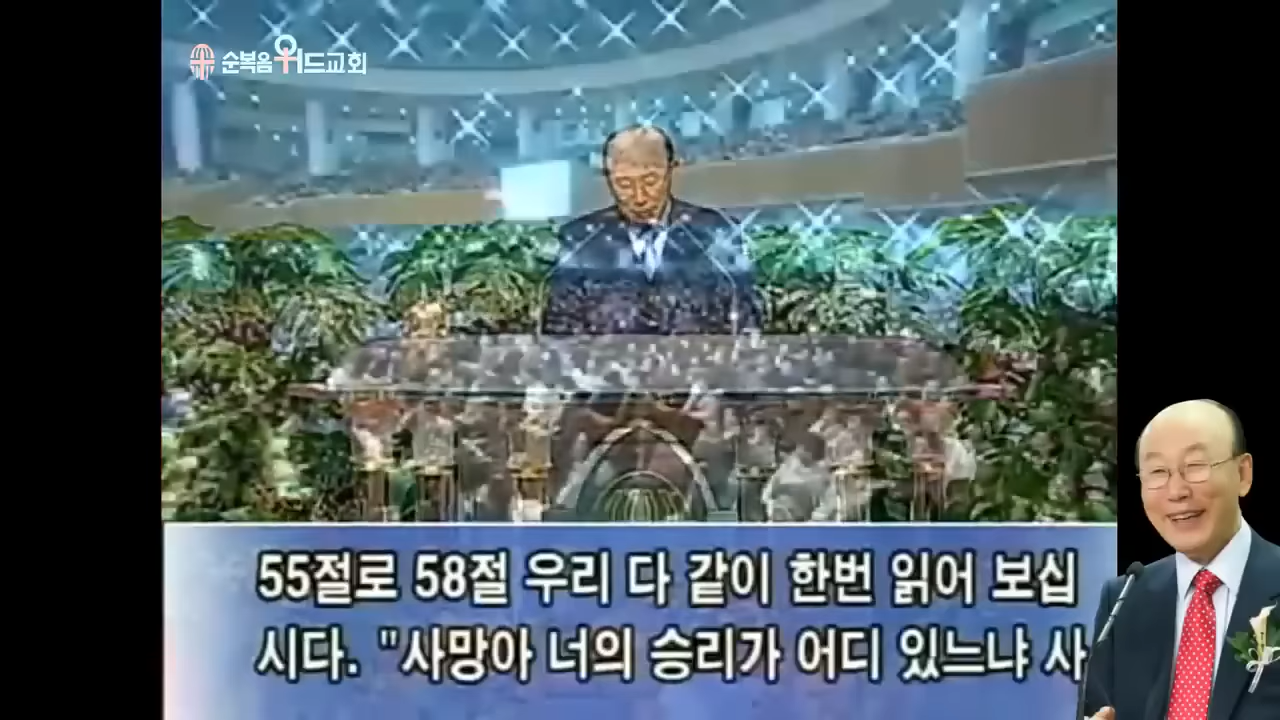 순복음위드교회
55절로 58절 우리 다 같이 한번 읽어 보십
시다. "사망아 너의 승리가 어디 있느냐 사